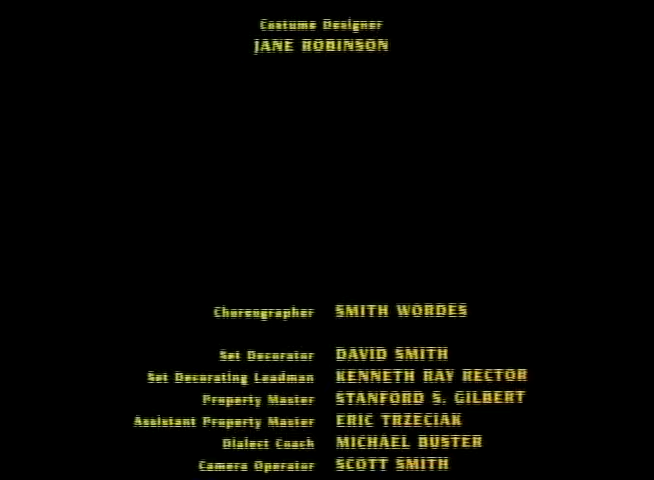 Costume Designer
JANE ROBINSON
Choreographer SMITH WORDES
Set Decorator DAVID SMITH
Set Decorating Leadman KENNETH RAY RECTOR
Property Master STANFORD S. GILBERT
Assistant Property Master ERIC TRZECIAK
Dialect Coach MICHAEL BUSTER
Camera Operator SCOTT SMITH